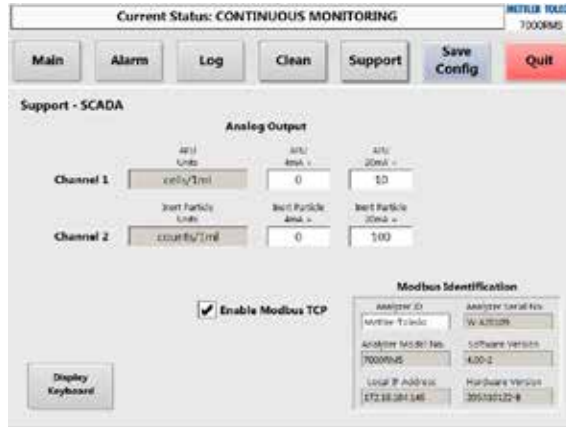 Current Status: CONTINUOUS MONITORING
METTLER TOLEDO
7000RMS
Main Alarm Log Clean Support Save Config Quit
Support - SCADA
Analog Output
AFU Units AFU 4mA = AFU 20mA =
Channel 1 cells/1ml 0 10
Inert Particle Units Inert Particle 4mA = Inert Particle 20mA =
Channel 2 counts/1ml 0 100
Modbus Identification
Enable Modbus TCP
Analyzer ID Analyzer Serial No.
Mettler Toledo
Analyzer Model No. Software Version
7000RMS 4.00-2
Local IP Address Hardware Version
Display Keyboard